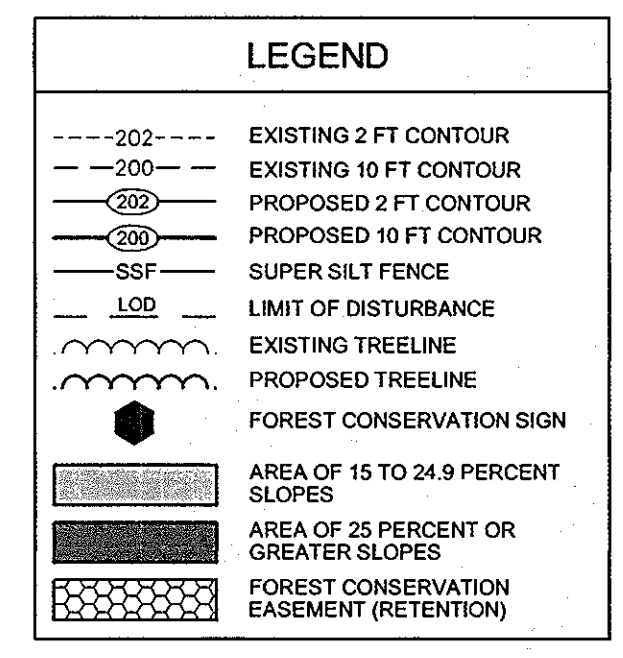 LEGEND
----202---- EXISTING 2 FT CONTOUR
— —200— — EXISTING 10 FT CONTOUR
202 PROPOSED 2 FT CONTOUR
200 PROPOSED 10 FT CONTOUR
SSF SUPER SILT FENCE
LOD LIMIT OF DISTURBANCE
EXISTING TREELINE
PROPOSED TREELINE
FOREST CONSERVATION SIGN
AREA OF 15 TO 24.9 PERCENT
SLOPES
AREA OF 25 PERCENT OR
GREATER SLOPES
FOREST CONSERVATION
EASEMENT (RETENTION)